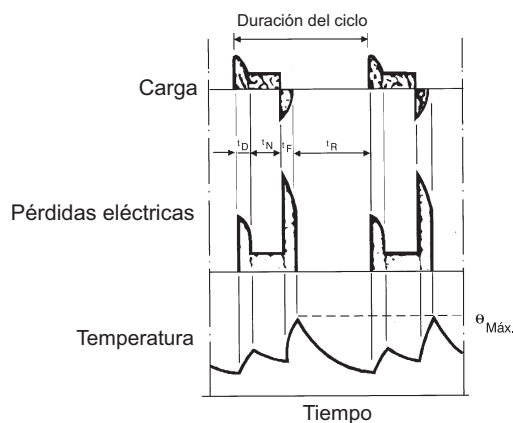 Duración del ciclo
Carga
tD tN tF tR
Pérdidas eléctricas
θMáx.
Temperatura
Tiempo